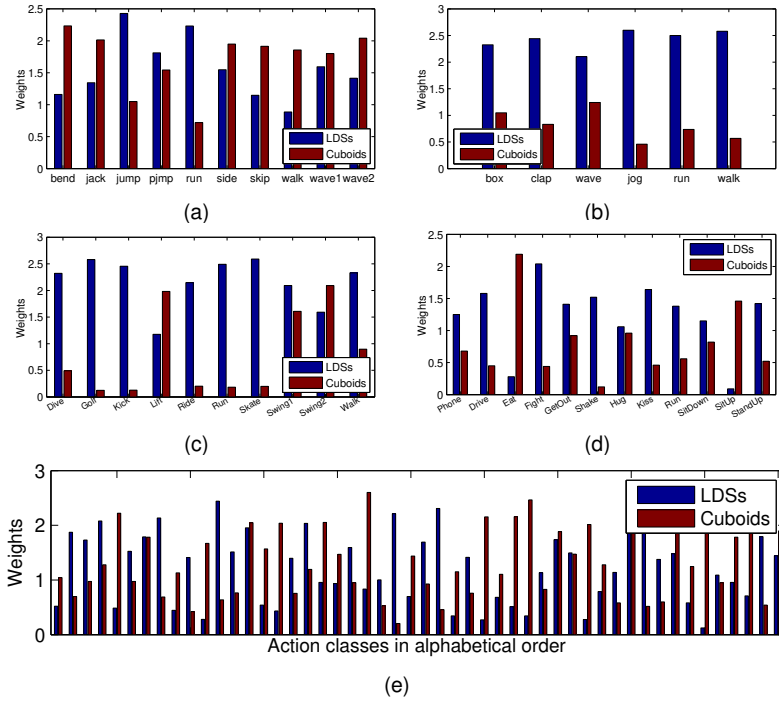 2.5
2
1.5
1
0.5
0
Weights
LDSs
Cuboids
bend jack jump pjmp run side skip walk wave1 wave2
(a)
3
2.5
2
1.5
1
0.5
0
Weights
LDSs
Cuboids
box clap wave jog run walk
(b)
3
2.5
2
1.5
1
0.5
0
Weights
LDSs
Cuboids
Dive Golf Kick Lift Ride Run Skate Swing1 Swing2 Walk
(c)
2.5
2
1.5
1
0.5
0
Weights
LDSs
Cuboids
Phone Drive Eat Fight GetOut Shake Hug Kiss Run SitDown SitUp StandUp
(d)
3
2
1
0
Weights
LDSs
Cuboids
Action classes in alphabetical order
(e)